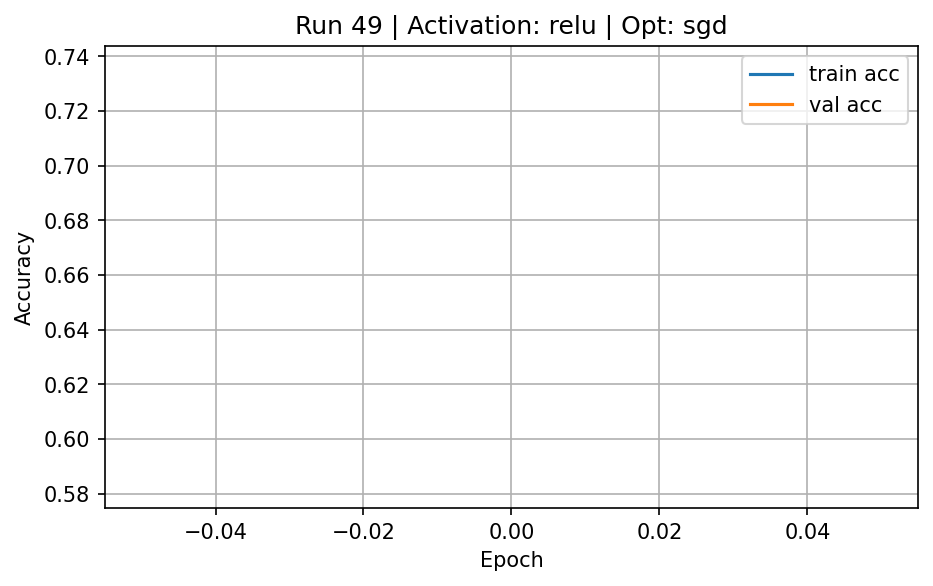 Run 49 | Activation: relu | Opt: sgd
train acc
val acc
0.74
0.72
0.70
0.68
0.66
0.64
0.62
0.60
0.58
Accuracy
−0.04 −0.02 0.00 0.02 0.04
Epoch